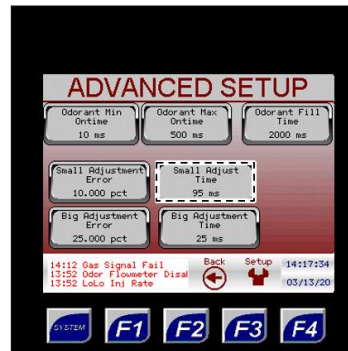 ADVANCED SETUP
Odorant Min
Ontime
10 ms
Odorant Max
Ontime
500 ms
Odorant Fill
Time
2000 ms
Small Adjustment
Error
10.000 pct
Small Adjust
Time
95 ms
Big Adjustment
Error
25.000 pct
Big Adjustment
Time
25 ms
14:12 Gas Signal Fail
13:52 Odor Flowmeter Disal
13:52 LoLo Inj Rate
Back
Setup
14:17:34
03/13/20
SYSTEM
F1
F2
F3
F4